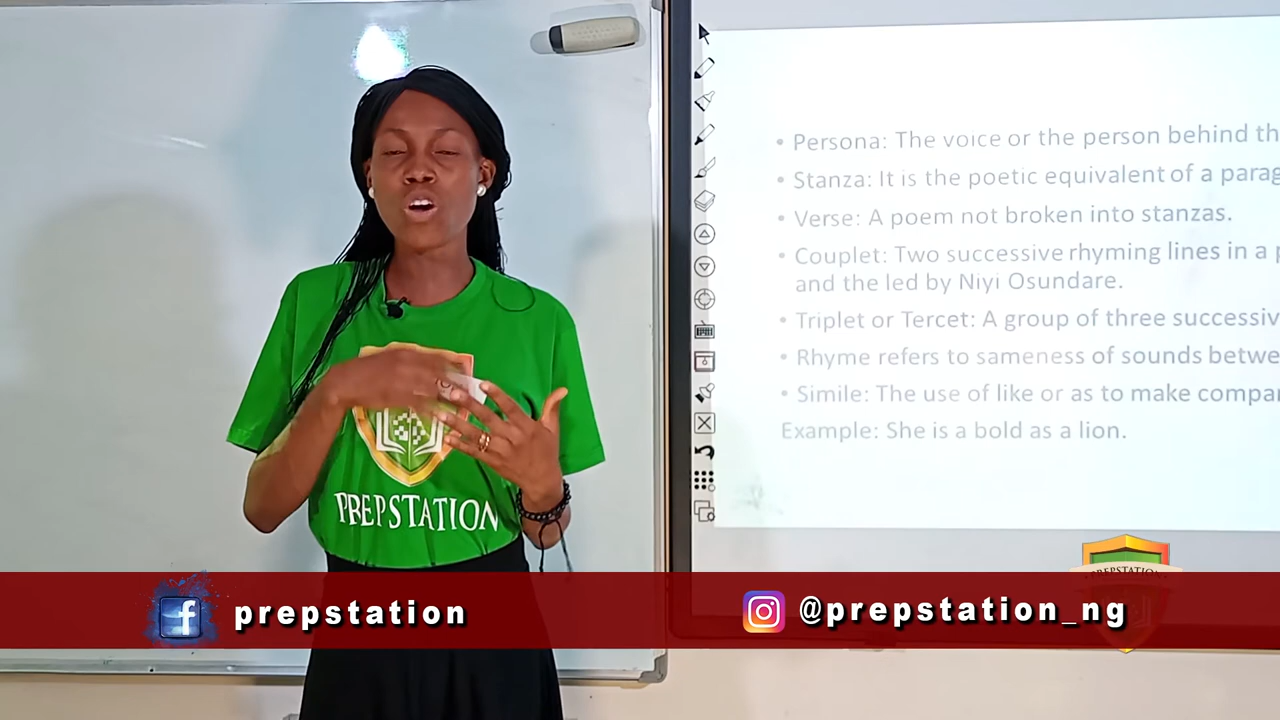 • Persona: The voice or the person behind th
• Stanza: It is the poetic equivalent of a parag
• Verse: A poem not broken into stanzas.
• Couplet: Two successive rhyming lines in a p
and the led by Niyi Osundare.
• Triplet or Tercet: A group of three successiv
• Rhyme refers to sameness of sounds betwe
• Simile: The use of like or as to make compa
Example: She is a bold as a lion.
PREPSTATION
PREPSTATION
prepstation
@prepstation_ng